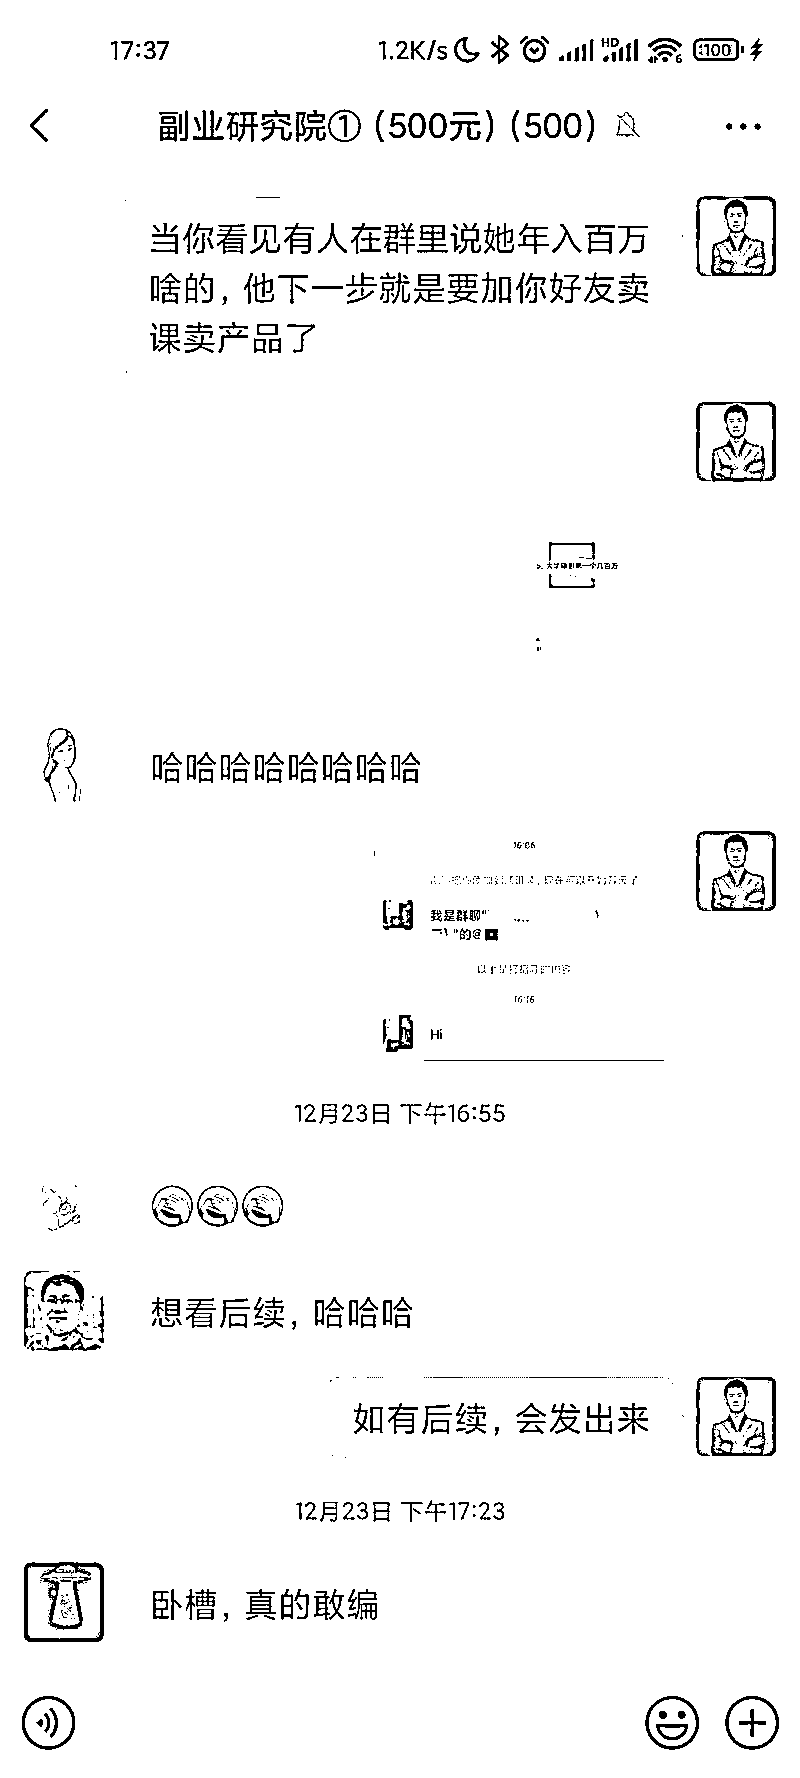 17:37
1.2K/s
HD
6
100
副业研究院①（500元）(500)
当你看见有人在群里说她年入百万
啥的，他下一步就是要加你好友卖
课卖产品了
哈哈哈哈哈哈哈哈
我是群聊"
"的@
Hi
12月23日 下午16:55
想看后续，哈哈哈
如有后续，会发出来
12月23日 下午17:23
卧槽，真的敢编